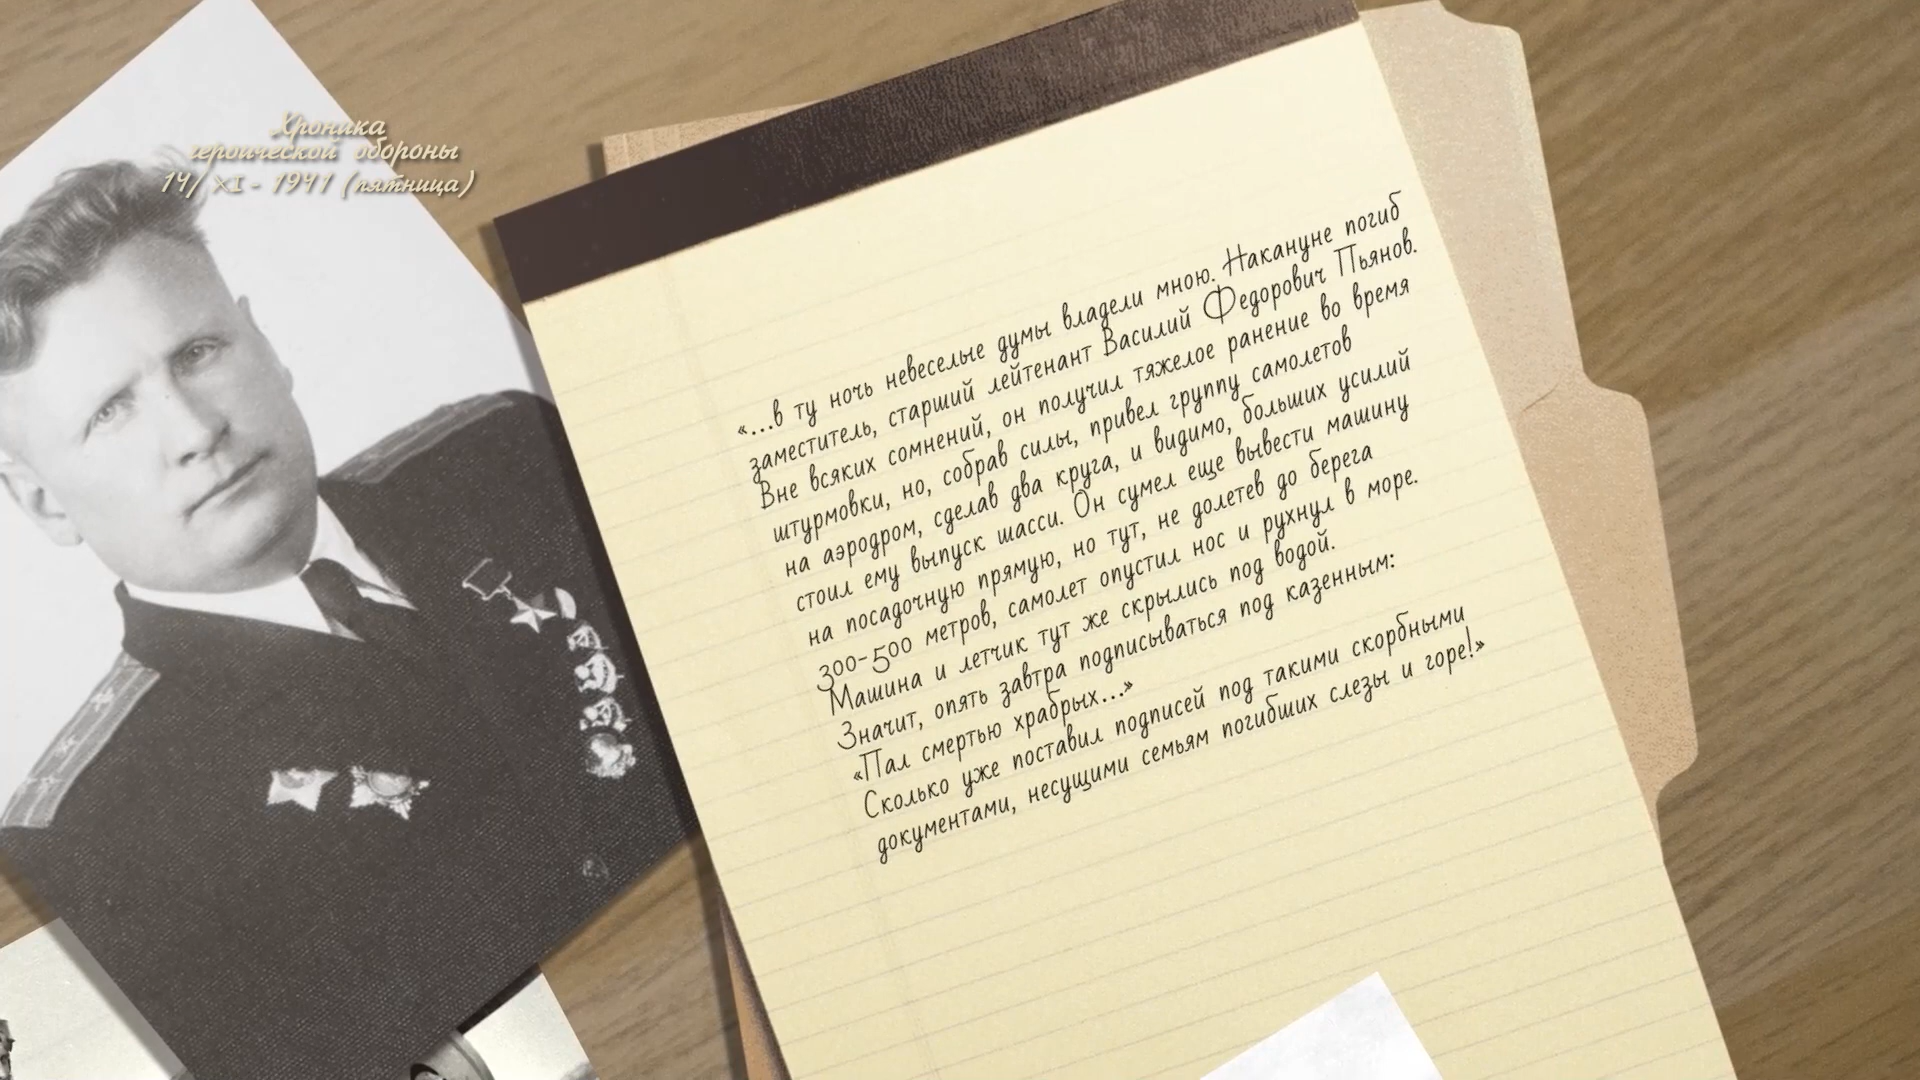 Хроника
героической обороны
14/XI - 1941 (пятница)
«...в ту ночь невеселые думы владели мною. Накануне погиб
заместитель, старший лейтенант Василий Федорович Пьянов.
Вне всяких сомнений, он получил тяжелое ранение во время
штурмовки, но, собрав силы, привел группу самолетов
на аэродром, сделав два круга, и видимо, больших усилий
стоил ему выпуск шасси. Он сумел еще вывести машину
на посадочную прямую, но тут, не долетев до берега
300-500 метров, самолет опустил нос и рухнул в море.
Машина и летчик тут же скрылись под водой.
Значит, опять завтра подписываться под казенным:
«Пал смертью храбрых...»
Сколько уже поставил подписей под такими скорбными
документами, несущими семьям погибших слезы и горе!»